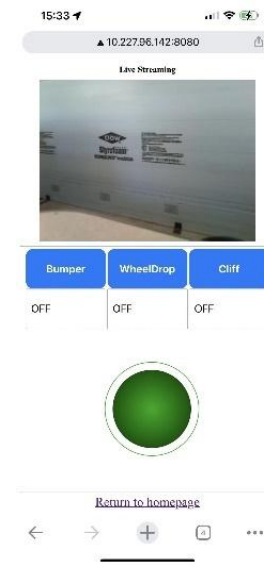 15:33
10.227.96.142:8080
Live Streaming
DOW
Styrofoam
Bumper WheelDrop Cliff
OFF OFF OFF
Return to homepage
4